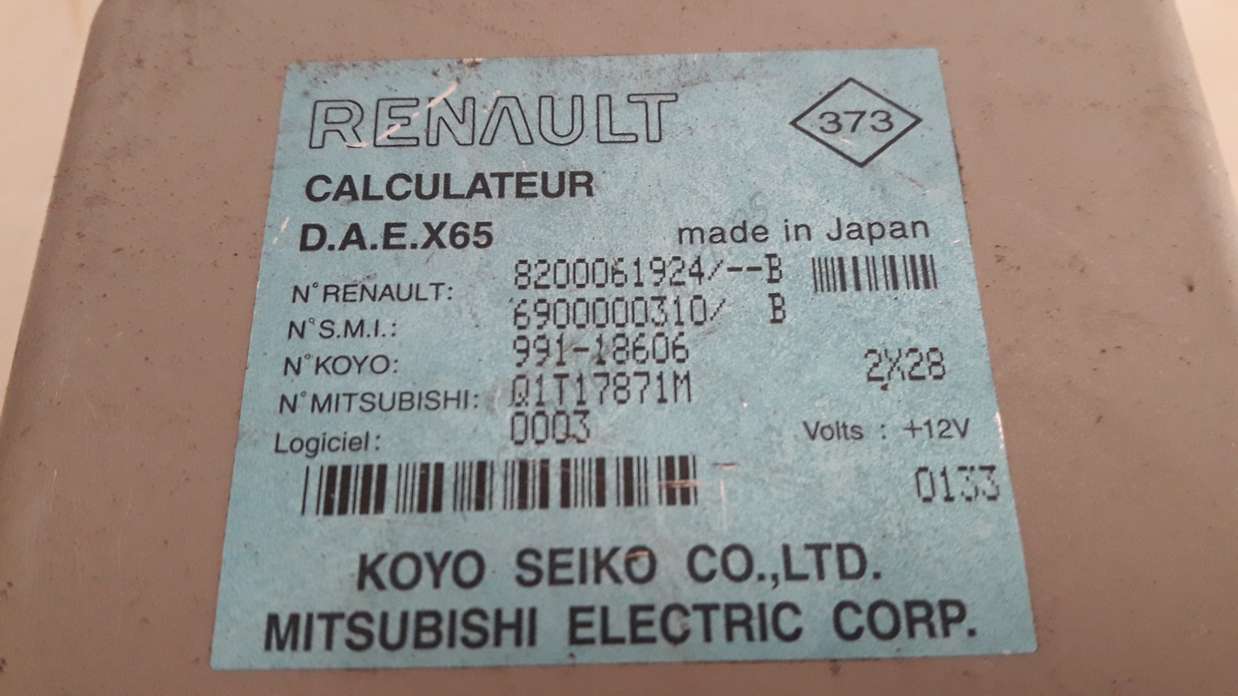 RENAULT
373
CALCULATEUR
D.A.E.X65
made in Japan
N°RENAULT: 8200061924/--B
N°S.M.I.: 6900000310/ B
N°KOYO: 991-18606
2X28
N°MITSUBISHI: Q1T17871M
Logiciel: 0003
Volts : +12V
0133
KOYO SEIKO CO.,LTD.
MITSUBISHI ELECTRIC CORP.